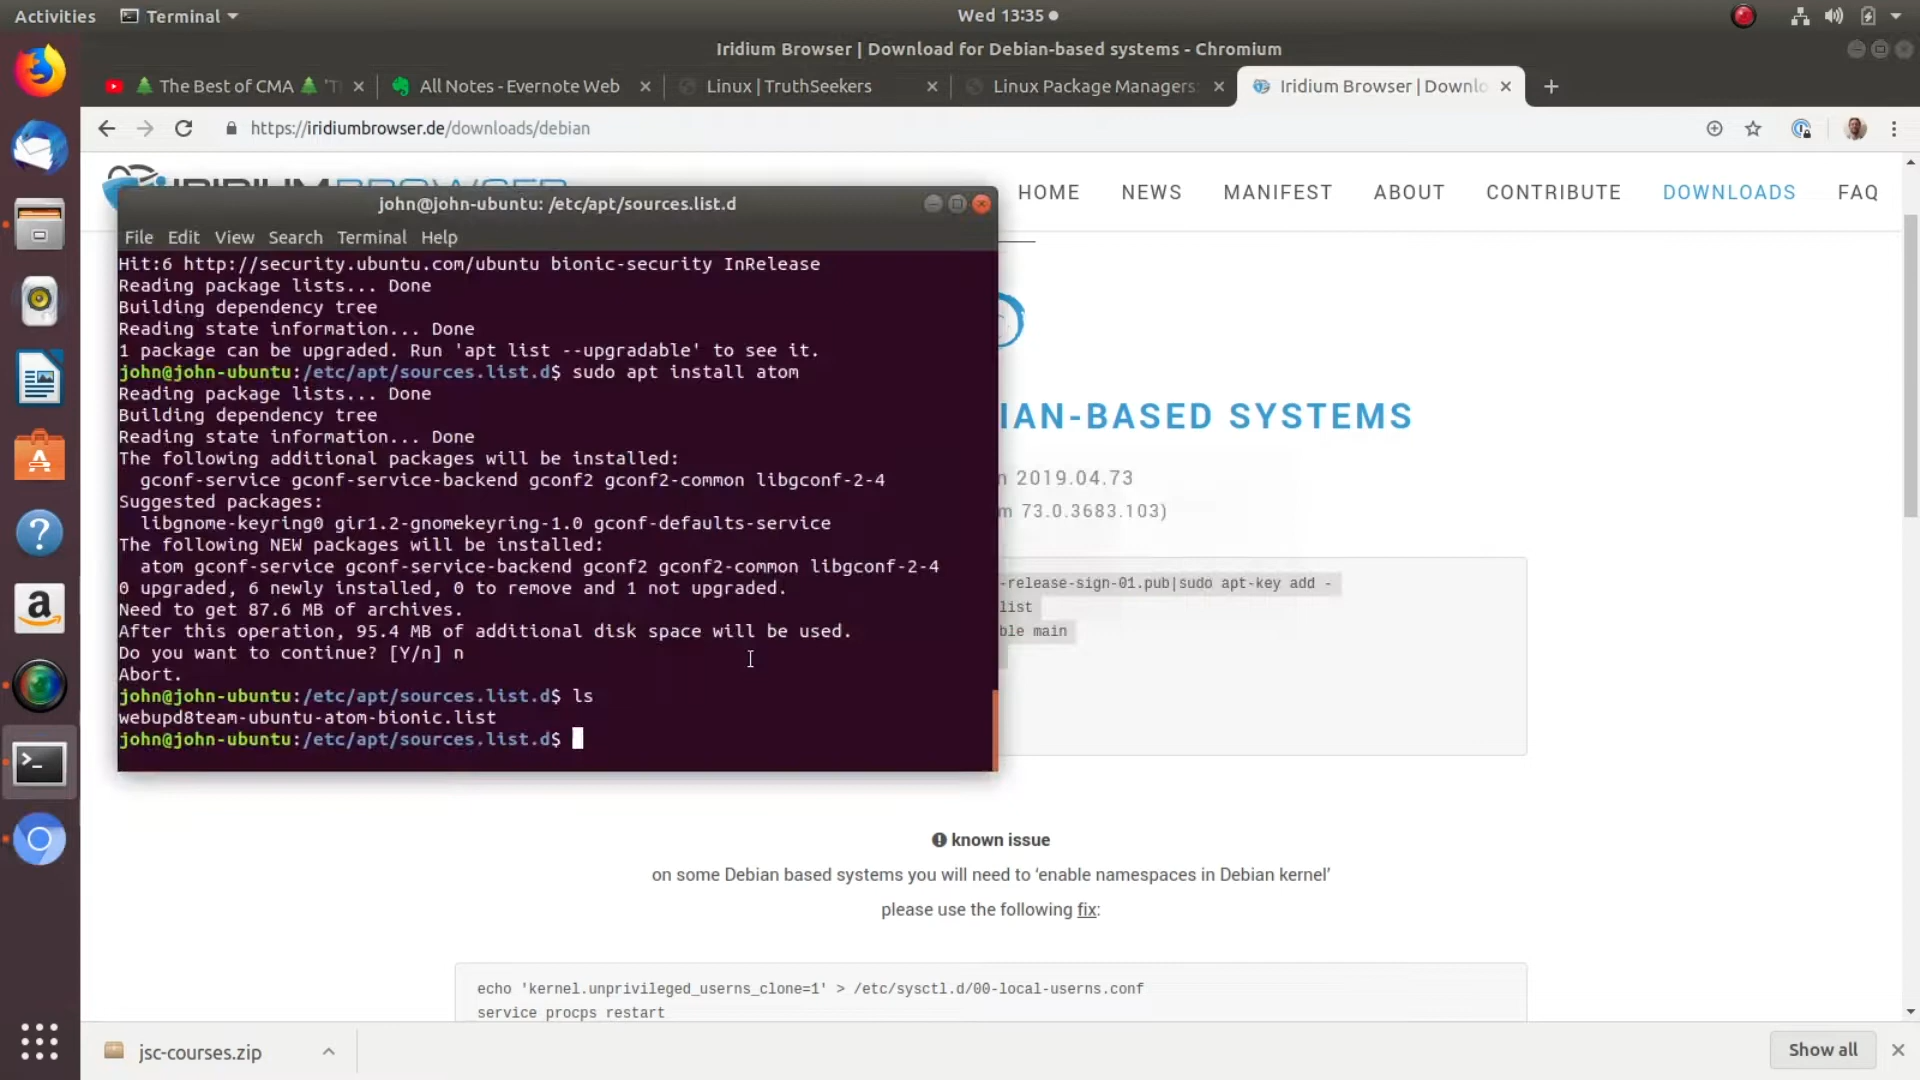 Activities
Terminal
Wed 13:35
Iridium Browser | Download for Debian-based systems - Chromium
The Best of CMA
All Notes - Evernote Web
Linux | TruthSeekers
Linux Package Managers:
Iridium Browser | Downlo
https://iridiumbrowser.de/downloads/debian
HOME NEWS MANIFEST ABOUT CONTRIBUTE DOWNLOADS FAQ
john@john-ubuntu: /etc/apt/sources.list.d
File Edit View Search Terminal Help
Hit:6 http://security.ubuntu.com/ubuntu bionic-security InRelease
Reading package lists... Done
Building dependency tree
Reading state information... Done
1 package can be upgraded. Run 'apt list --upgradable' to see it.
john@john-ubuntu:/etc/apt/sources.list.d$ sudo apt install atom
Reading package lists... Done
Building dependency tree
Reading state information... Done
The following additional packages will be installed:
gconf-service gconf-service-backend gconf2 gconf2-common libgconf-2-4
Suggested packages:
libgnome-keyring0 gir1.2-gnomekeyring-1.0 gconf-defaults-service
The following NEW packages will be installed:
atom gconf-service gconf-service-backend gconf2 gconf2-common libgconf-2-4
0 upgraded, 6 newly installed, 0 to remove and 1 not upgraded.
Need to get 87.6 MB of archives.
After this operation, 95.4 MB of additional disk space will be used.
Do you want to continue? [Y/n] n
Abort.
john@john-ubuntu:/etc/apt/sources.list.d$ ls
webupd8team-ubuntu-atom-bionic.list
john@john-ubuntu:/etc/apt/sources.list.d$
IAN-BASED SYSTEMS
n 2019.04.73
m 73.0.3683.103)
-release-sign-01.pub|sudo apt-key add -
list
ble main
known issue
on some Debian based systems you will need to ‘enable namespaces in Debian kernel’
please use the following fix:
echo 'kernel.unprivileged_userns_clone=1' > /etc/sysctl.d/00-local-userns.conf
service procps restart
jsc-courses.zip
Show all